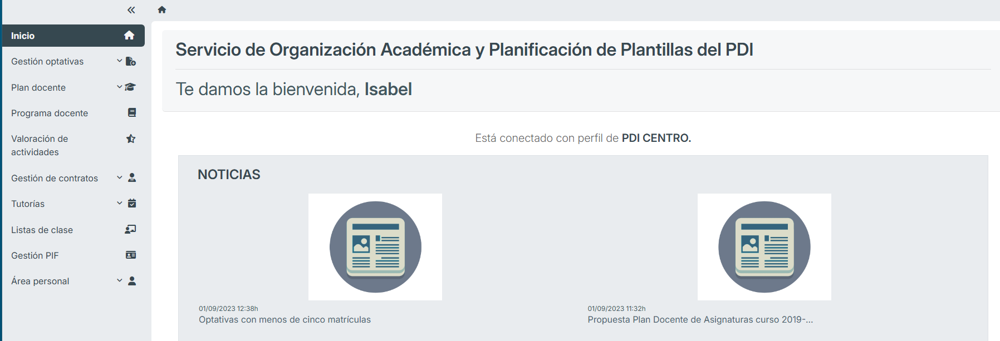 Inicio
Gestión optativas
Plan docente
Programa docente
Valoración de
actividades
Gestión de contratos
Tutorías
Listas de clase
Gestión PIF
Área personal
Servicio de Organización Académica y Planificación de Plantillas del PDI
Te damos la bienvenida, Isabel
Está conectado con perfil de PDI CENTRO.
NOTICIAS
01/09/2023 12:38h
Optativas con menos de cinco matrículas
01/09/2023 11:32h
Propuesta Plan Docente de Asignaturas curso 2019-...